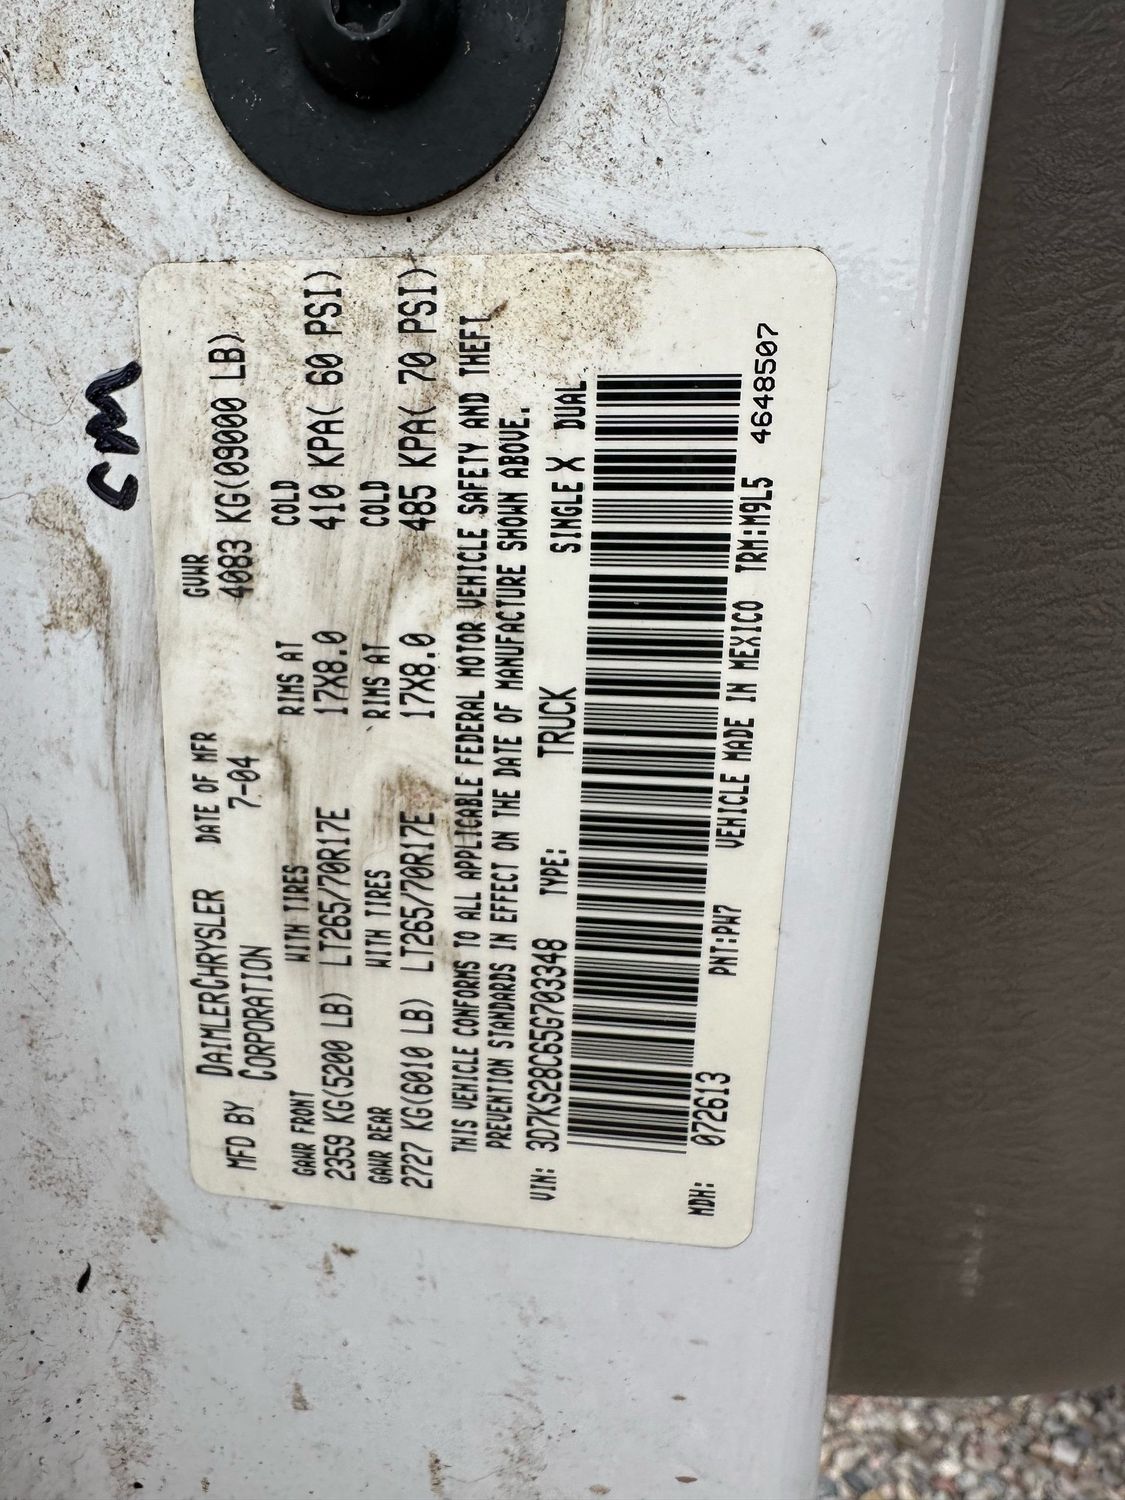 CM
MFD BY DAIMLERCHRYSLER CORPORATION
DATE OF MFR 7-04
GVWR 4083 KG(09000 LB)
GAWR FRONT WITH TIRES RIMS AT COLD
2359 KG(5200 LB) LT265/70R17E 17X8.0 410 KPA( 60 PSI)
GAWR REAR WITH TIRES RIMS AT COLD
2727 KG(6010 LB) LT265/70R17E 17X8.0 485 KPA( 70 PSI)
THIS VEHICLE CONFORMS TO ALL APPLICABLE FEDERAL MOTOR VEHICLE SAFETY AND THEFT
PREVENTION STANDARDS IN EFFECT ON THE DATE OF MANUFACTURE SHOWN ABOVE.
VIN: 3D7KS28C65G703348 TYPE: TRUCK SINGLE X DUAL
MDH: 072613 PNT:PW7 VEHICLE MADE IN MEXICO TRM:M9L5 4648507